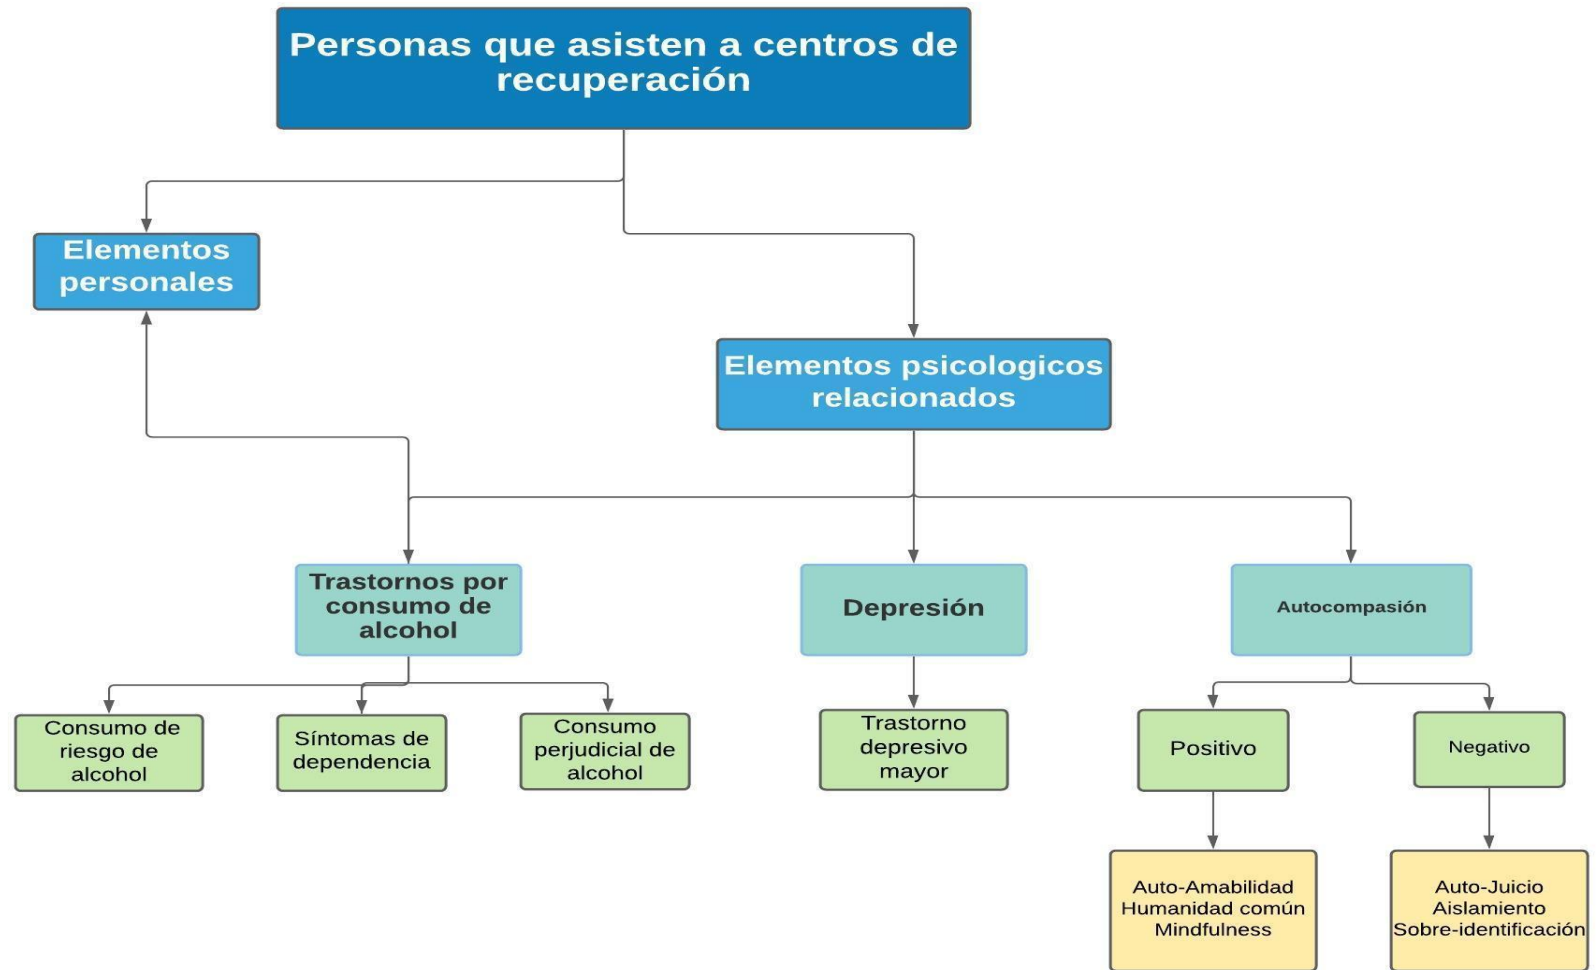 Personas que asisten a centros de
recuperación
Elementos
personales
Elementos psicologicos
relacionados
Trastornos por
consumo de
alcohol
Depresión
Autocompasión
Consumo de
riesgo de
alcohol
Síntomas de
dependencia
Consumo
perjudicial de
alcohol
Trastorno
depresivo
mayor
Positivo
Negativo
Auto-Amabilidad
Humanidad común
Mindfulness
Auto-Juicio
Aislamiento
Sobre-identificación